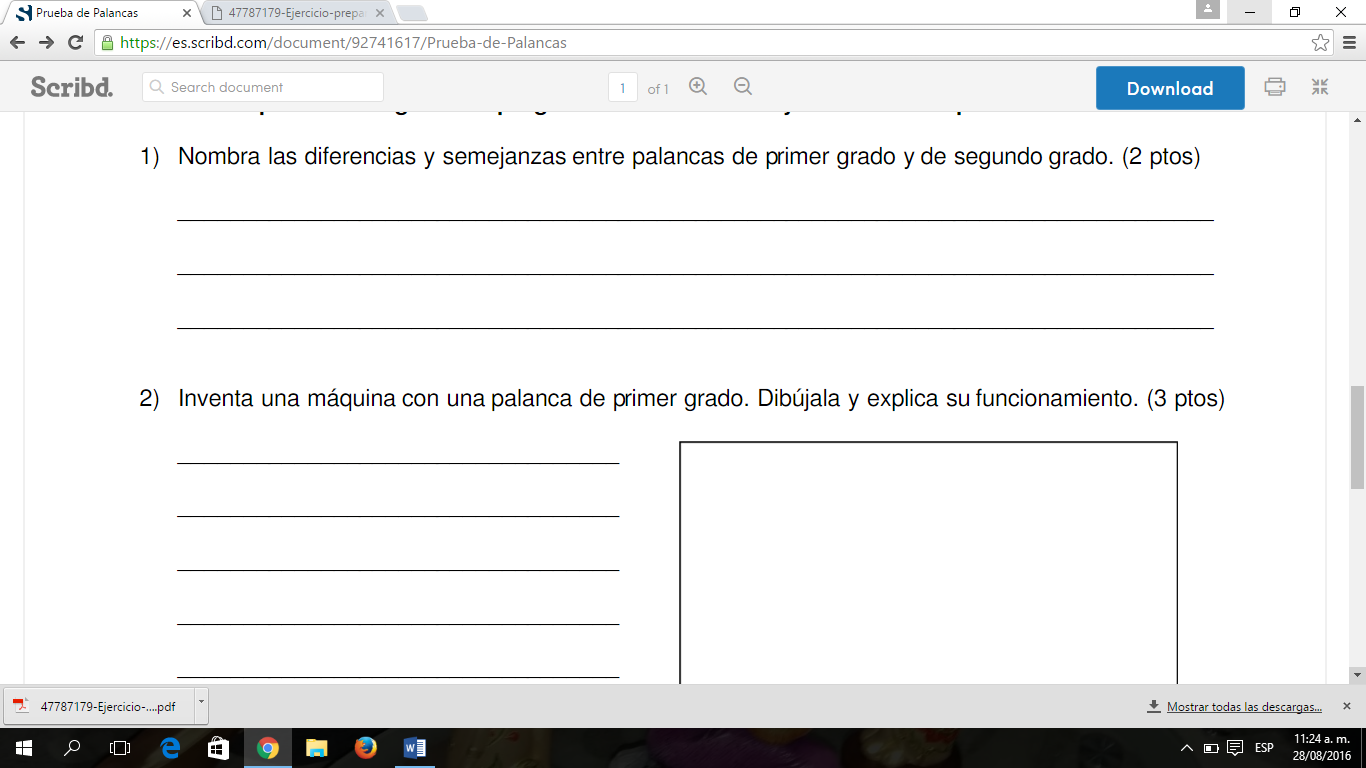 Prueba de Palancas
47787179-Ejercicio-prepa
https://es.scribd.com/document/92741617/Prueba-de-Palancas
Scribd.
Search document
1 of 1
Download
1) Nombra las diferencias y semejanzas entre palancas de primer grado y de segundo grado. (2 ptos)
2) Inventa una máquina con una palanca de primer grado. Dibújala y explica su funcionamiento. (3 ptos)
47787179-Ejercicio-....pdf
Mostrar todas las descargas...
ESP
11:24 a. m.
28/08/2016